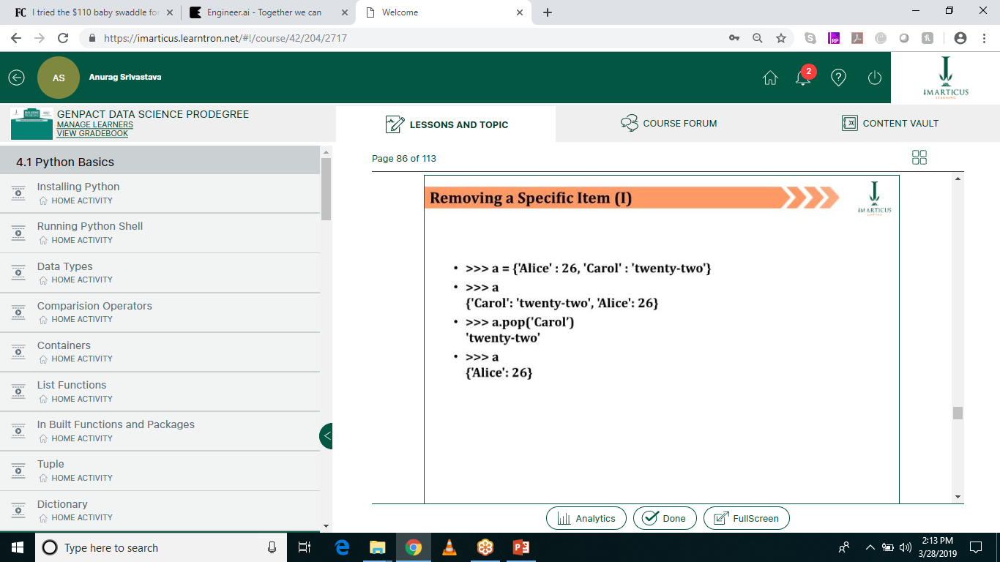 I tried the $110 baby swaddle for
Engineer.ai - Together we can
Welcome
https://imarticus.learntron.net/#!/course/42/204/2717
AS
Anurag Srivastava
2
IMARTICUS
LEARNING
GENPACT DATA SCIENCE PRODEGREE
MANAGE LEARNERS
VIEW GRADEBOOK
LESSONS AND TOPIC
COURSE FORUM
CONTENT VAULT
4.1 Python Basics
Installing Python
HOME ACTIVITY
Running Python Shell
HOME ACTIVITY
Data Types
HOME ACTIVITY
Comparision Operators
HOME ACTIVITY
Containers
HOME ACTIVITY
List Functions
HOME ACTIVITY
In Built Functions and Packages
HOME ACTIVITY
Tuple
HOME ACTIVITY
Dictionary
HOME ACTIVITY
Page 86 of 113
Removing a Specific Item (I)
IMARTICUS
• >>> a = {'Alice' : 26, 'Carol' : 'twenty-two'}
• >>> a
{'Carol': 'twenty-two', 'Alice': 26}
• >>> a.pop('Carol’)
'twenty-two'
• >>> a
{'Alice': 26}
Analytics
Done
FullScreen
Type here to search
2:13 PM
3/28/2019